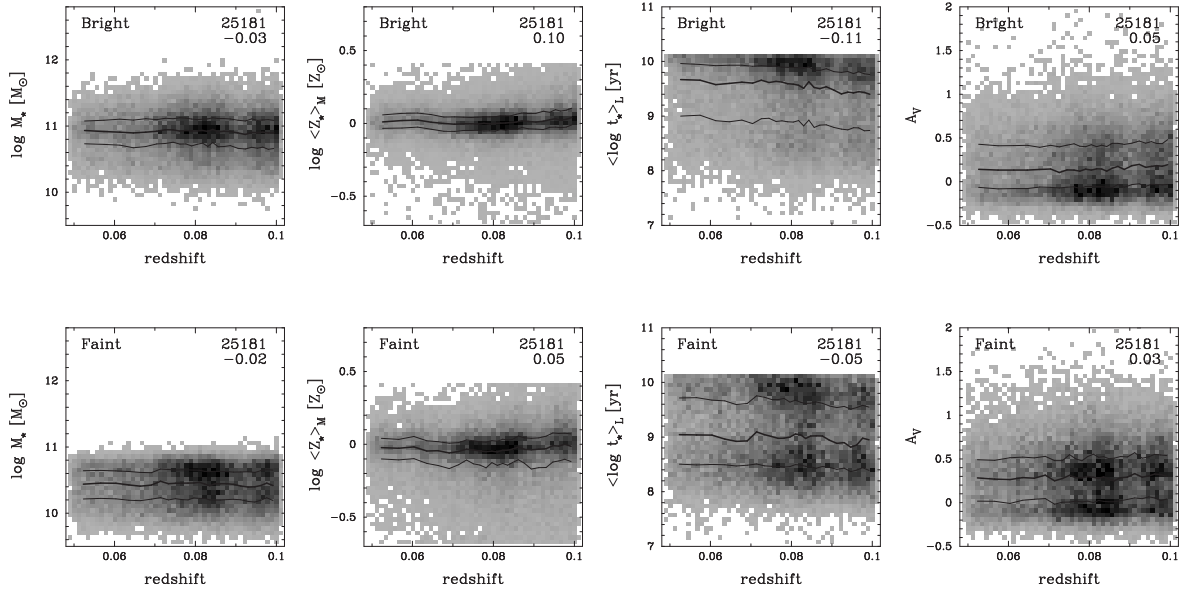 Bright 25181
−0.03
12
11
10
log M★ [M☉]
0.06 0.08 0.1
redshift
Bright 25181
0.10
0.5
0
−0.5
log <Z★>M [Z☉]
0.06 0.08 0.1
redshift
Bright 25181
−0.11
11
10
9
8
7
<log t★>L [yr]
0.06 0.08 0.1
redshift
Bright 25181
0.05
2
1.5
1
0.5
0
−0.5
AV
0.06 0.08 0.1
redshift
Faint 25181
−0.02
12
11
10
log M★ [M☉]
0.06 0.08 0.1
redshift
Faint 25181
0.05
0.5
0
−0.5
log <Z★>M [Z☉]
0.06 0.08 0.1
redshift
Faint 25181
−0.05
11
10
9
8
7
<log t★>L [yr]
0.06 0.08 0.1
redshift
Faint 25181
0.03
2
1.5
1
0.5
0
−0.5
AV
0.06 0.08 0.1
redshift